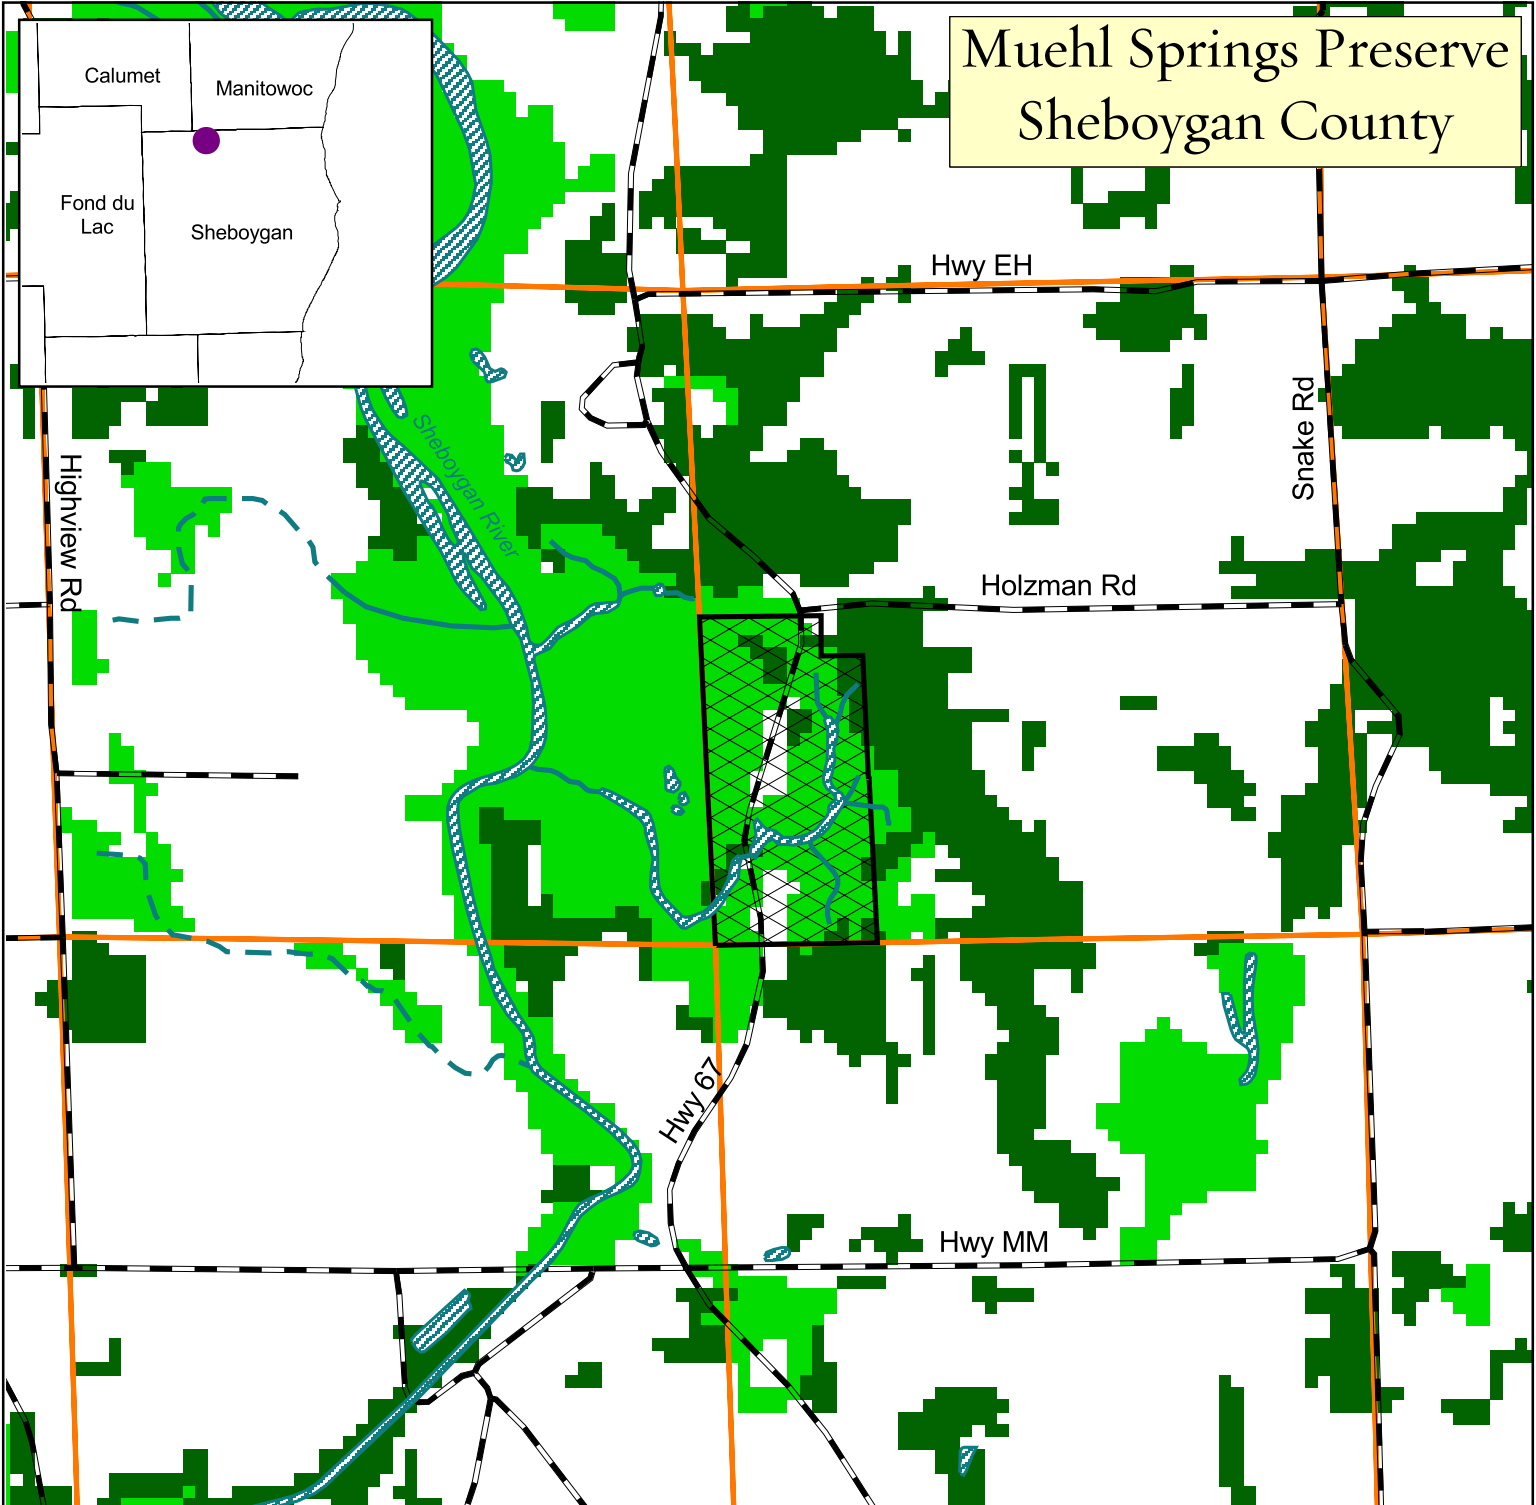 Muehl Springs Preserve
Sheboygan County
Calumet
Manitowoc
Fond du
Lac
Sheboygan
Hwy EH
Snake Rd
Sheboygan River
Highview Rd
Holzman Rd
Hwy 67
Hwy MM